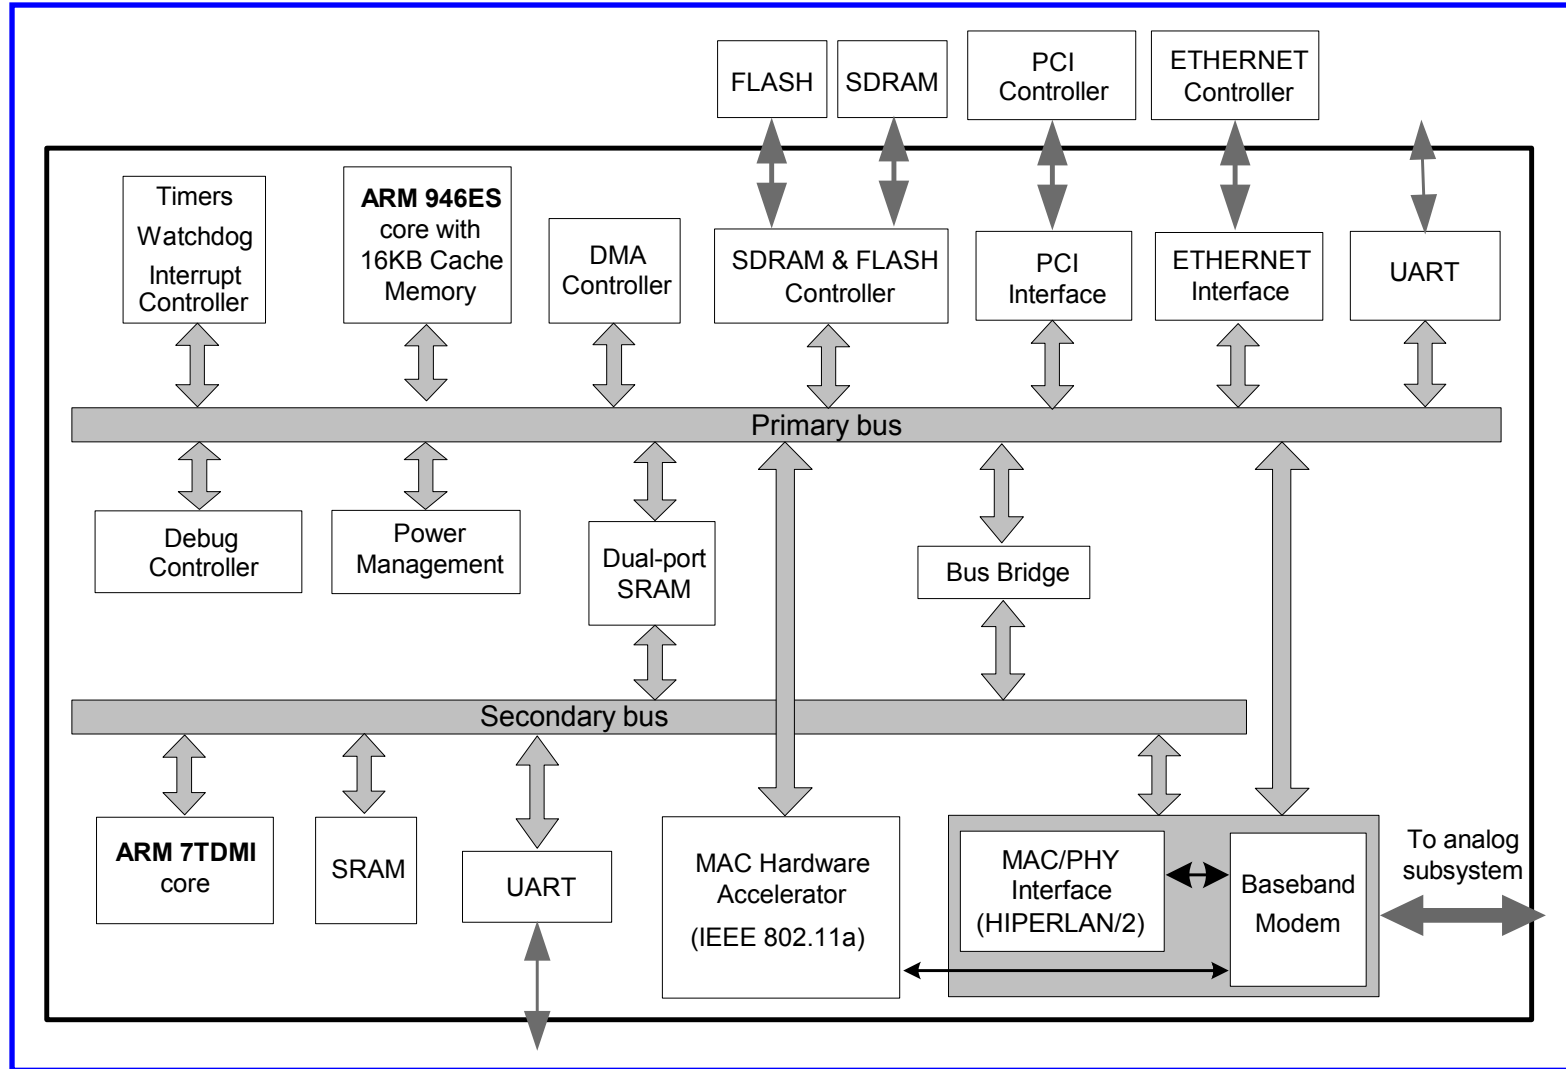 FLASH
SDRAM
PCI
Controller
ETHERNET
Controller
Timers
Watchdog
Interrupt
Controller
ARM 946ES
core with
16KB Cache
Memory
DMA
Controller
SDRAM & FLASH
Controller
PCI
Interface
ETHERNET
Interface
UART
Primary bus
Debug
Controller
Power
Management
Dual-port
SRAM
Bus Bridge
Secondary bus
ARM 7TDMI
core
SRAM
UART
MAC Hardware
Accelerator
(IEEE 802.11a)
MAC/PHY
Interface
(HIPERLAN/2)
Baseband
Modem
To analog
subsystem